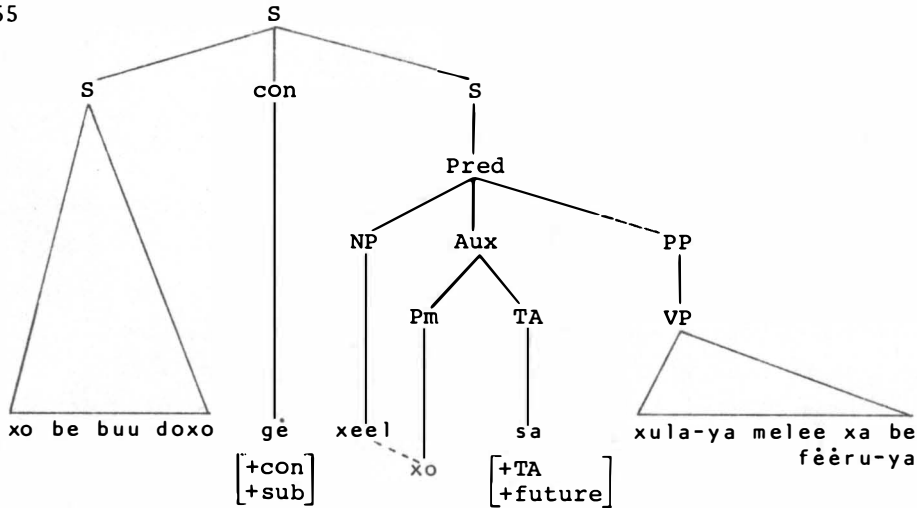 55
S
S con S
Pred
NP Aux PP
Pm TA VP
xo be buu doxo gė xeel sa xula-ya melee xa be
xo fėėru-ya
[+con [+TA
+sub] +future]